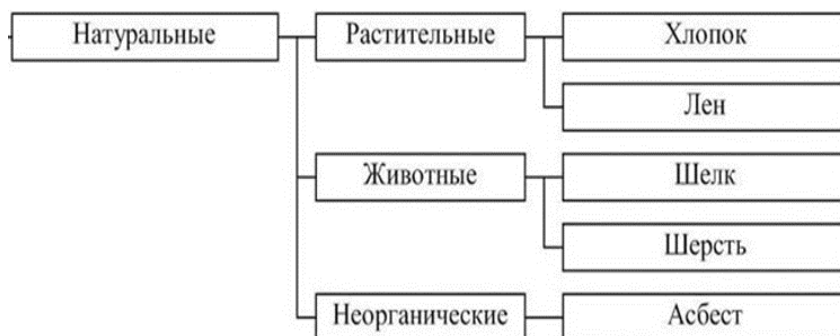 Натуральные
Растительные
Хлопок
Лен
Животные
Шелк
Шерсть
Неорганические
Асбест